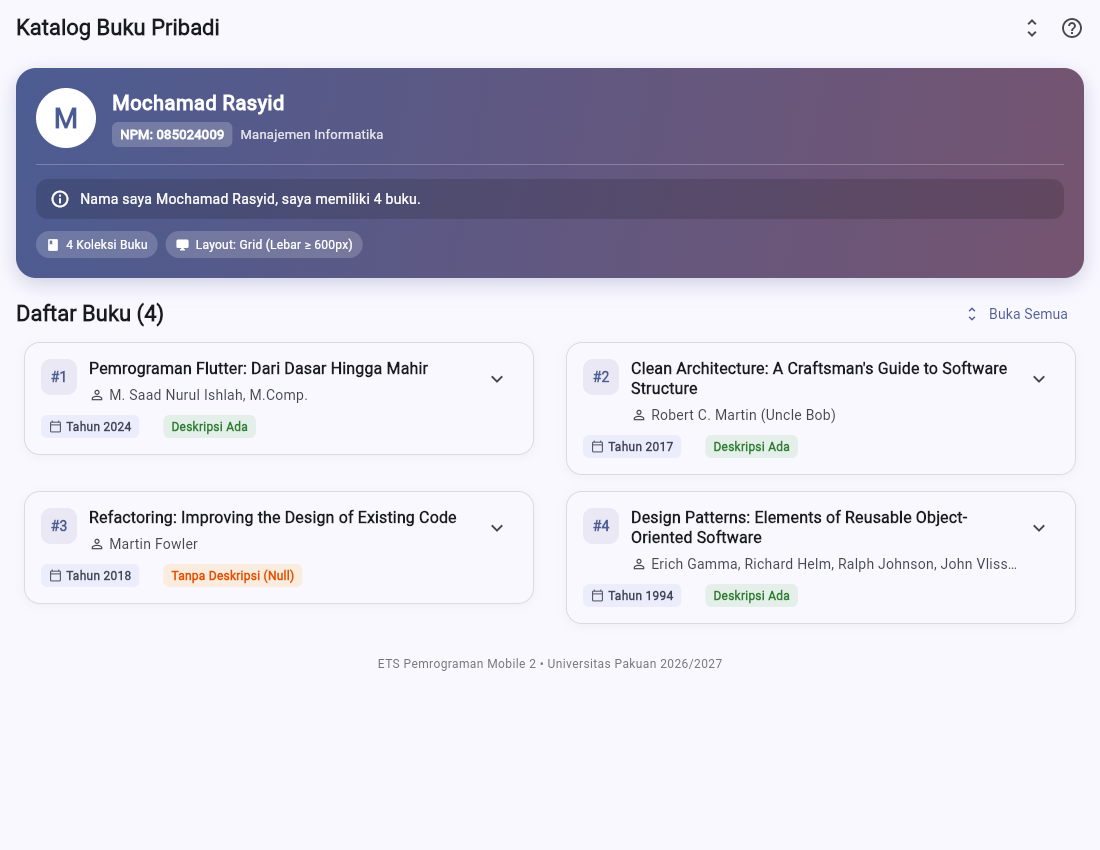 Katalog Buku Pribadi
M
Mochamad Rasyid
NPM: 085024009 Manajemen Informatika
Nama saya Mochamad Rasyid, saya memiliki 4 buku.
4 Koleksi Buku Layout: Grid (Lebar ≥ 600px)
Daftar Buku (4) Buka Semua
#1 Pemrograman Flutter: Dari Dasar Hingga Mahir
M. Saad Nurul Ishlah, M.Comp.
Tahun 2024 Deskripsi Ada
#2 Clean Architecture: A Craftsman's Guide to Software
Structure
Robert C. Martin (Uncle Bob)
Tahun 2017 Deskripsi Ada
#3 Refactoring: Improving the Design of Existing Code
Martin Fowler
Tahun 2018 Tanpa Deskripsi (Null)
#4 Design Patterns: Elements of Reusable Object-
Oriented Software
Erich Gamma, Richard Helm, Ralph Johnson, John Vliss…
Tahun 1994 Deskripsi Ada
ETS Pemrograman Mobile 2 • Universitas Pakuan 2026/2027